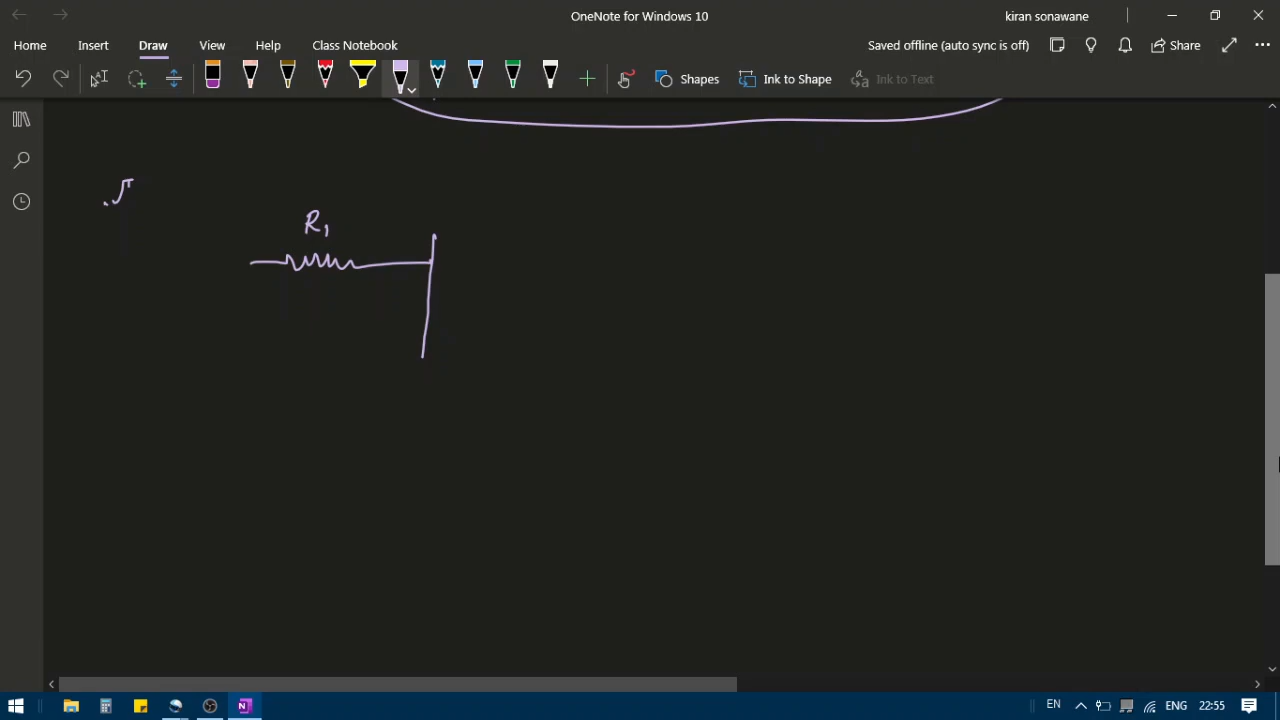 OneNote for Windows 10
kiran sonawane
Home
Insert
Draw
View
Help
Class Notebook
Saved offline (auto sync is off)
Share
Shapes
Ink to Shape
Ink to Text
R1
EN
ENG
22:55